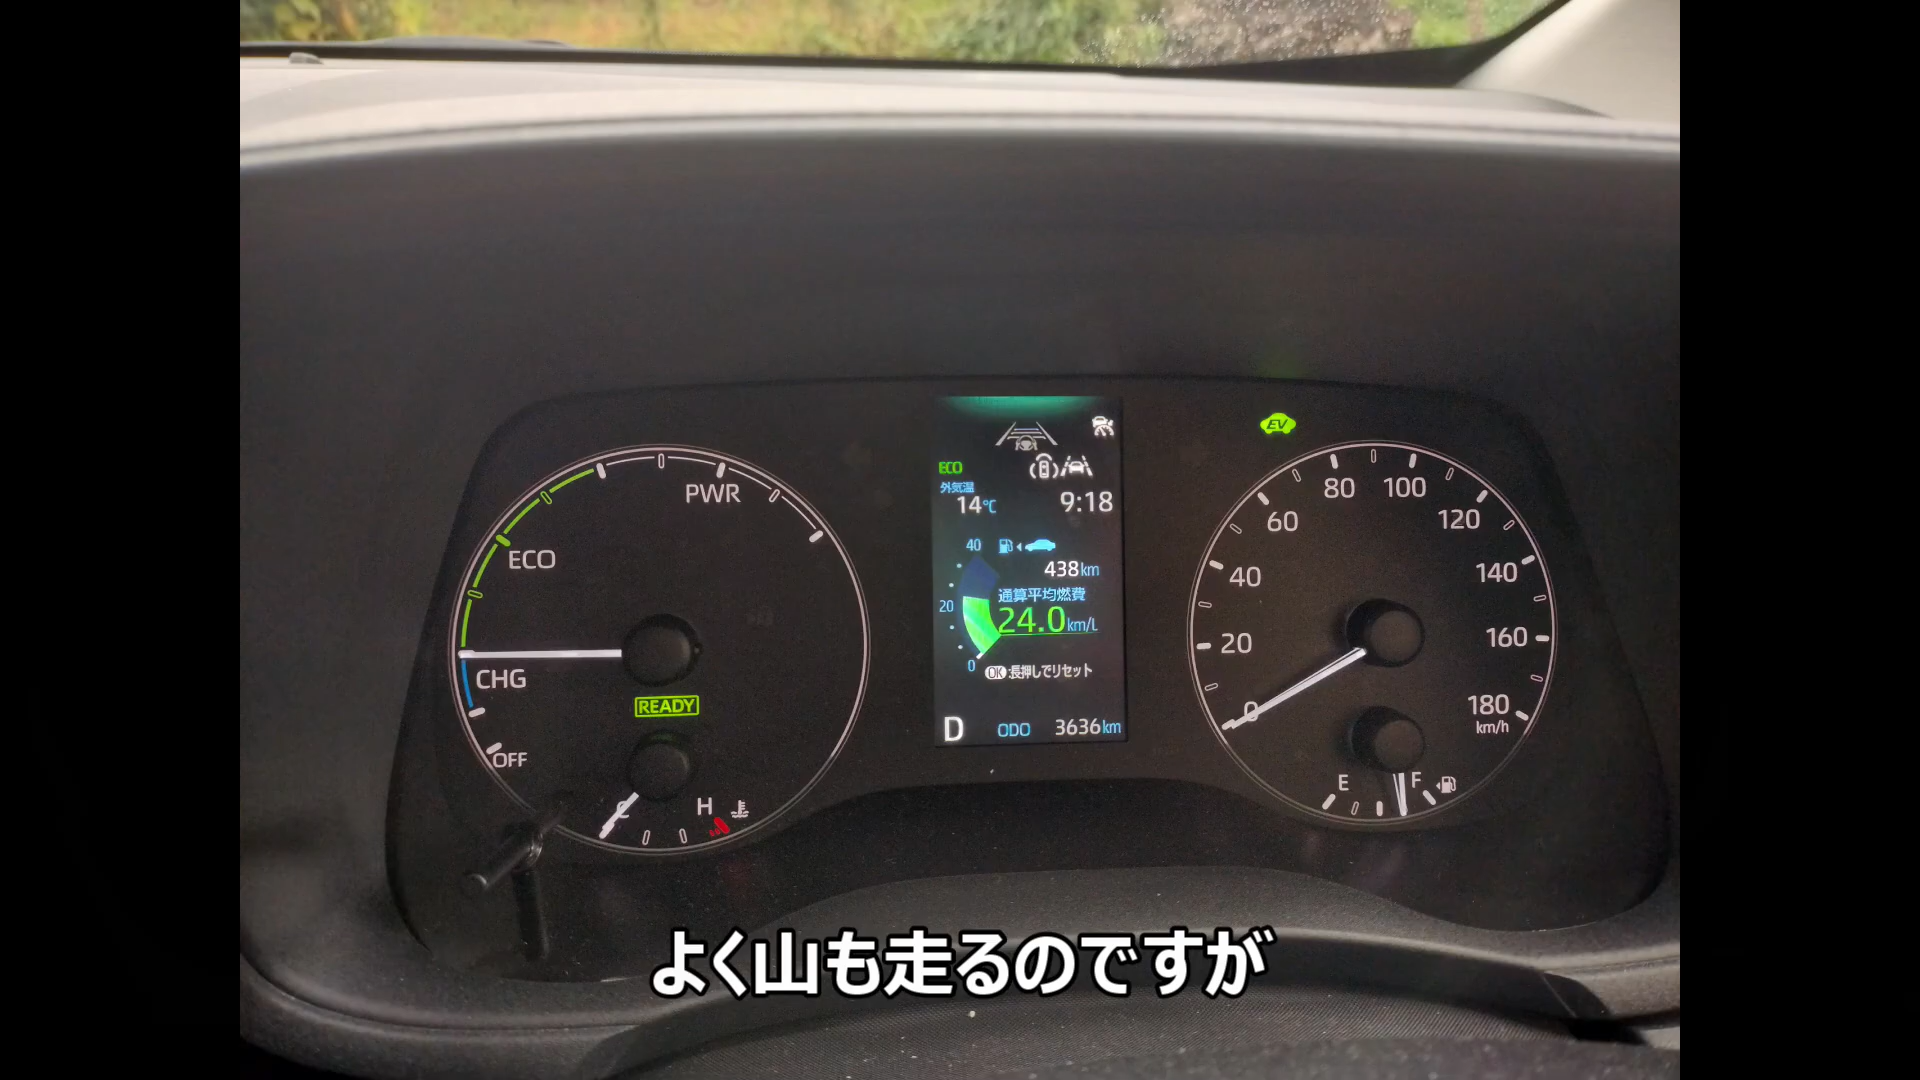 PWR
ECO
CHG
READY
OFF
C
H
ECO
外気温
14℃
9:18
40
438km
通算平均燃費
20
24.0km/L
0
OK:長押しでリセット
D
ODO
3636km
EV
0
20
40
60
80
100
120
140
160
180
km/h
E
F
よく山も走るのですが